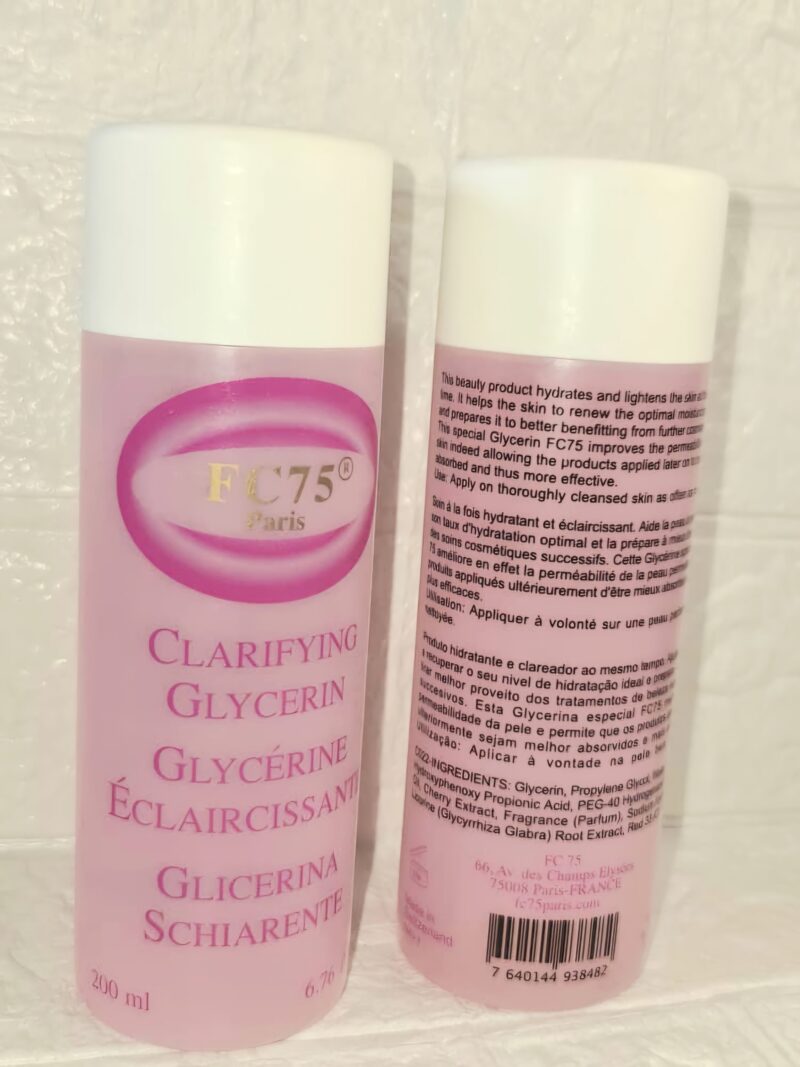 FC75®
Paris
CLARIFYING
GLYCERIN
GLYCÉRINE
ÉCLAIRCISSANTE
GLICERINA
SCHIARENTE
200 ml
6.76
This beauty product hydrates and lightens the skin at
time. It helps the skin to renew the optimal
and prepares it to better benefitting from further
This special Glycerin FC75 improves the
skin indeed allowing the products applied later on
absorbed and thus more effective.
Use: Apply on thoroughly cleansed skin as often
Soin à la fois hydratant et éclaircissant. Aide la peau
son taux d'hydratation optimal et la prépare à
des soins cosmétiques successifs. Cette Glycérine
75 améliore en effet la perméabilité de la peau
produits appliqués ultérieurement d'être mieux
plus efficaces.
Utilisation: Appliquer à volonté sur une peau
nettoyée.
Produto hidratante e clareador ao mesmo tempo.
a recuperar o seu nivel de hidratação ideal e
tirar melhor proveito dos tratamentos de beleza
sucesivos. Esta Glycerina especial FC75
permeabilidade da pele e permite que os produtos
ulteriormente sejam melhor absorvidos e
Utilização: Aplicar à vontade na pele
C022-INGREDIENTS: Glycerin, Propylene Glycol,
Hydroxyphenoxy Propionic Acid, PEG-40
Oil, Cherry Extract, Fragrance (Parfum), Sodium
Licorice (Glycyrrhiza Glabra) Root Extract, Red
FC 75
66, Av. des Champs Elysées
75008 Paris-FRANCE
fc75paris.com
Made in
Switzerland
7 640144 938482